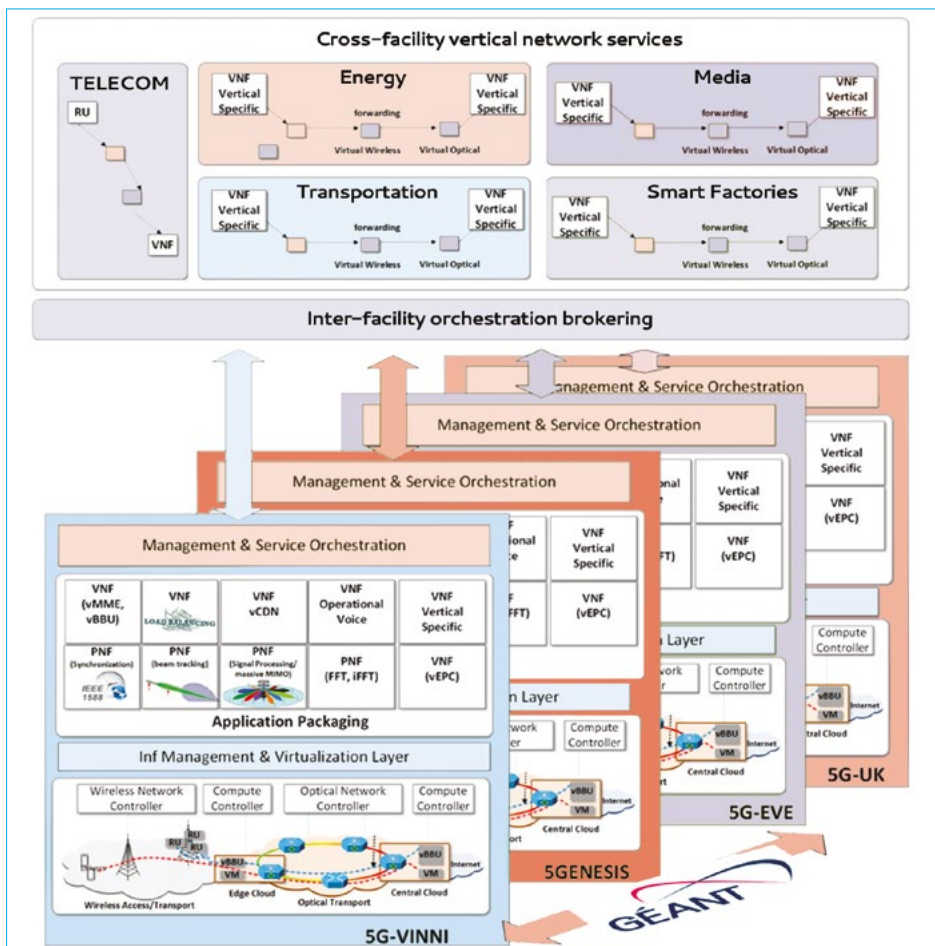 Cross-facility vertical network services
TELECOM
RU
VNF
Energy
VNF
Vertical
Specific
forwarding
Virtual Wireless
Virtual Optical
VNF
Vertical
Specific
Media
VNF
Vertical
Specific
forwarding
Virtual Wireless
Virtual Optical
VNF
Vertical
Specific
Transportation
VNF
Vertical
Specific
forwarding
Virtual Wireless
Virtual Optical
VNF
Vertical
Specific
Smart Factories
VNF
Vertical
Specific
forwarding
Virtual Wireless
Virtual Optical
VNF
Vertical
Specific
Inter-facility orchestration brokering
Management & Service Orchestration
VNF
Vertical
Specific
VNF
(vEPC)
Compute
Controller
vBBU
VM
Internet
Central Cloud
5G-UK
Management & Service Orchestration
VNF
Vertical
Specific
VNF
(vEPC)
Layer
Compute
Controller
vBBU
VM
Internet
Central Cloud
5G-EVE
Management & Service Orchestration
VNF
Vertical
Specific
VNF
(vEPC)
Layer
Compute
Controller
vBBU
VM
Internet
Central Cloud
5GENESIS
Management & Service Orchestration
VNF
(vMME,
vBBU)
VNF
LOAD BALANCING
VNF
vCDN
VNF
Operational
Voice
VNF
Vertical
Specific
PNF
(Synchronization)
IEEE
1588
PNF
(beam tracking)
PNF
(Signal Processing/
massive MIMO)
PNF
(FFT, iFFT)
VNF
(vEPC)
Application Packaging
Inf Management & Virtualization Layer
Wireless Network
Controller
Compute
Controller
Optical Network
Controller
Compute
Controller
RU
RU
RU
vBBU
VM
vBBU
VM
Internet
Wireless Access/Transport
Edge Cloud
Optical Transport
Central Cloud
5G-VINNI
GÉANT